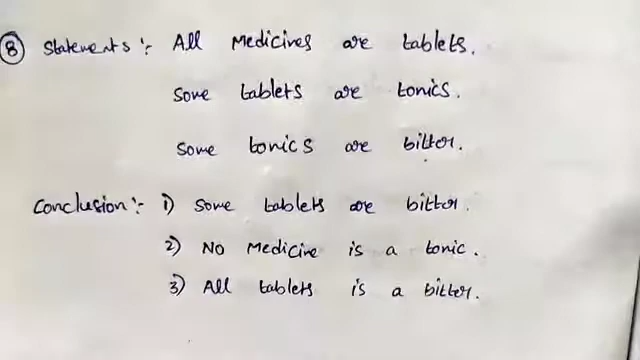 8 Statements :- All Medicines are tablets.
Some tablets are tonics.
Some tonics are bitter.
Conclusion :- 1) Some tablets are bitter.
2) No Medicine is a tonic.
3) All tablets is a bitter.